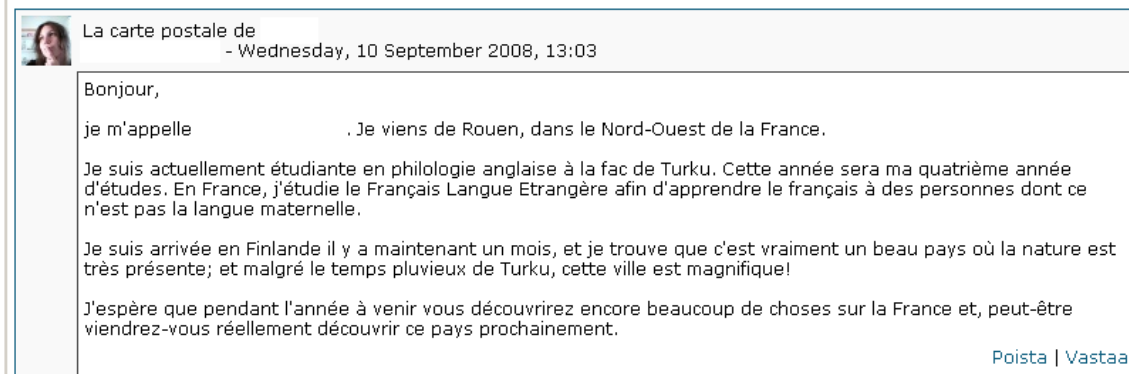 La carte postale de
- Wednesday, 10 September 2008, 13:03
Bonjour,
je m'appelle . Je viens de Rouen, dans le Nord-Ouest de la France.
Je suis actuellement étudiante en philologie anglaise à la fac de Turku. Cette année sera ma quatrième année
d'études. En France, j'étudie le Français Langue Etrangère afin d'apprendre le français à des personnes dont ce
n'est pas la langue maternelle.
Je suis arrivée en Finlande il y a maintenant un mois, et je trouve que c'est vraiment un beau pays où la nature est
très présente; et malgré le temps pluvieux de Turku, cette ville est magnifique!
J'espère que pendant l'année à venir vous découvrirez encore beaucoup de choses sur la France et, peut-être
viendrez-vous réellement découvrir ce pays prochainement.
Poista | Vastaa